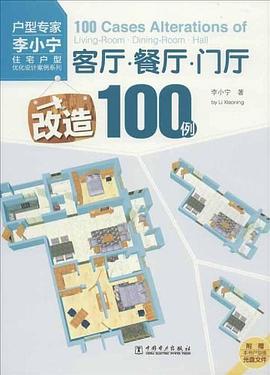 户型专家
李小宁
住宅户型
优化设计案例系列
100 Cases Alterations of
Living-Room · Dining-Room · Hall
客厅·餐厅·门厅
改造100例
李小宁 著
by Li Xiaoning
附赠
光盘文件
中国电力出版社